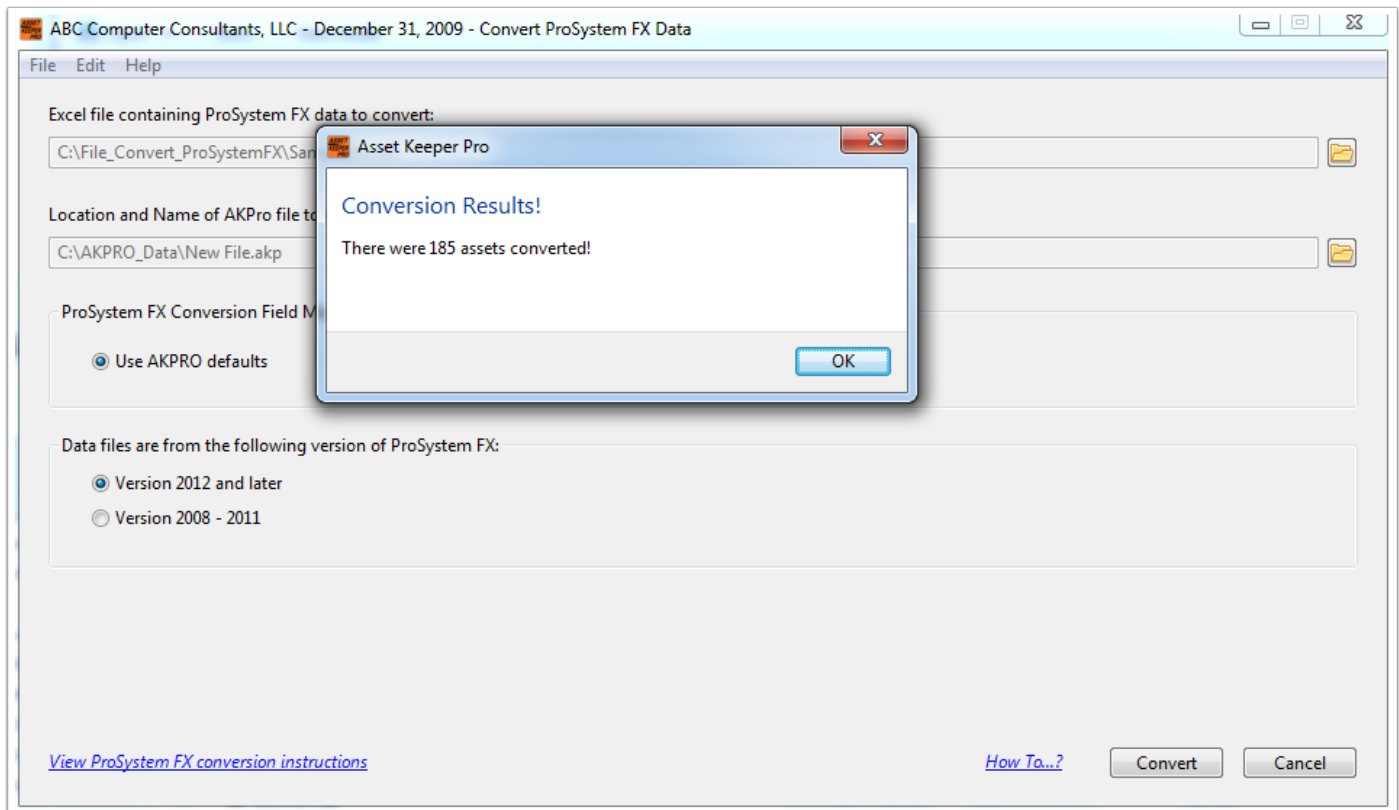 ABC Computer Consultants, LLC - December 31, 2009 - Convert ProSystem FX Data
File Edit Help
Excel file containing ProSystem FX data to convert:
C:\File_Convert_ProSystemFX\San
Asset Keeper Pro
Conversion Results!
There were 185 assets converted!
OK
Location and Name of AKPro file to
C:\AKPRO_Data\New File.akp
ProSystem FX Conversion Field M
Use AKPRO defaults
Data files are from the following version of ProSystem FX:
Version 2012 and later
Version 2008 - 2011
View ProSystem FX conversion instructions
How To...?
Convert
Cancel